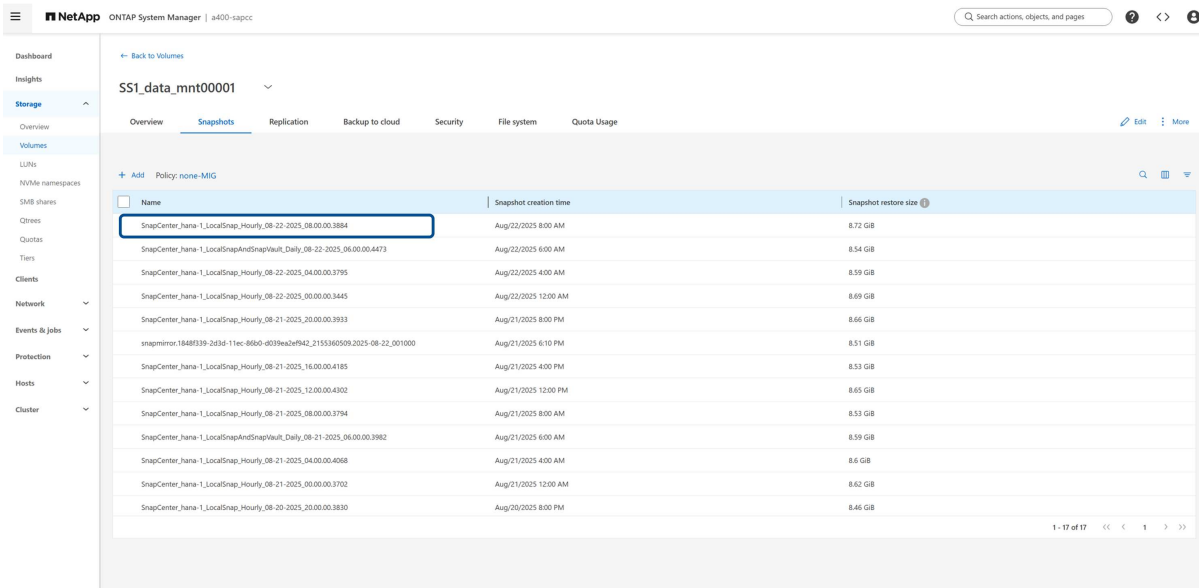 NetApp ONTAP System Manager | a400-sapcc
Search actions, objects, and pages
Dashboard
Insights
Storage
Overview
Volumes
LUNs
NVMe namespaces
SMB shares
Qtrees
Quotas
Tiers
Clients
Network
Events & jobs
Protection
Hosts
Cluster
← Back to Volumes
SS1_data_mnt00001
Overview Snapshots Replication Backup to cloud Security File system Quota Usage
Edit More
+ Add Policy: none-MIG
Name Snapshot creation time Snapshot restore size
SnapCenter_hana-1_LocalSnap_Hourly_08-22-2025_08.00.00.3884 Aug/22/2025 8:00 AM 8.72 GiB
SnapCenter_hana-1_LocalSnapAndSnapVault_Daily_08-22-2025_06.00.00.4473 Aug/22/2025 6:00 AM 8.54 GiB
SnapCenter_hana-1_LocalSnap_Hourly_08-22-2025_04.00.00.3795 Aug/22/2025 4:00 AM 8.59 GiB
SnapCenter_hana-1_LocalSnap_Hourly_08-22-2025_00.00.00.3445 Aug/22/2025 12:00 AM 8.69 GiB
SnapCenter_hana-1_LocalSnap_Hourly_08-21-2025_20.00.00.3933 Aug/21/2025 8:00 PM 8.66 GiB
snapmirror.1848f339-2d3d-11ec-86b0-d039ea2ef942_2155360509.2025-08-22_001000 Aug/21/2025 6:10 PM 8.51 GiB
SnapCenter_hana-1_LocalSnap_Hourly_08-21-2025_16.00.00.4185 Aug/21/2025 4:00 PM 8.53 GiB
SnapCenter_hana-1_LocalSnap_Hourly_08-21-2025_12.00.00.4302 Aug/21/2025 12:00 PM 8.65 GiB
SnapCenter_hana-1_LocalSnap_Hourly_08-21-2025_08.00.00.3794 Aug/21/2025 8:00 AM 8.53 GiB
SnapCenter_hana-1_LocalSnapAndSnapVault_Daily_08-21-2025_06.00.00.3982 Aug/21/2025 6:00 AM 8.59 GiB
SnapCenter_hana-1_LocalSnap_Hourly_08-21-2025_04.00.00.4068 Aug/21/2025 4:00 AM 8.6 GiB
SnapCenter_hana-1_LocalSnap_Hourly_08-21-2025_00.00.00.3702 Aug/21/2025 12:00 AM 8.62 GiB
SnapCenter_hana-1_LocalSnap_Hourly_08-20-2025_20.00.00.3830 Aug/20/2025 8:00 PM 8.46 GiB
1 - 17 of 17 << < 1 > >>